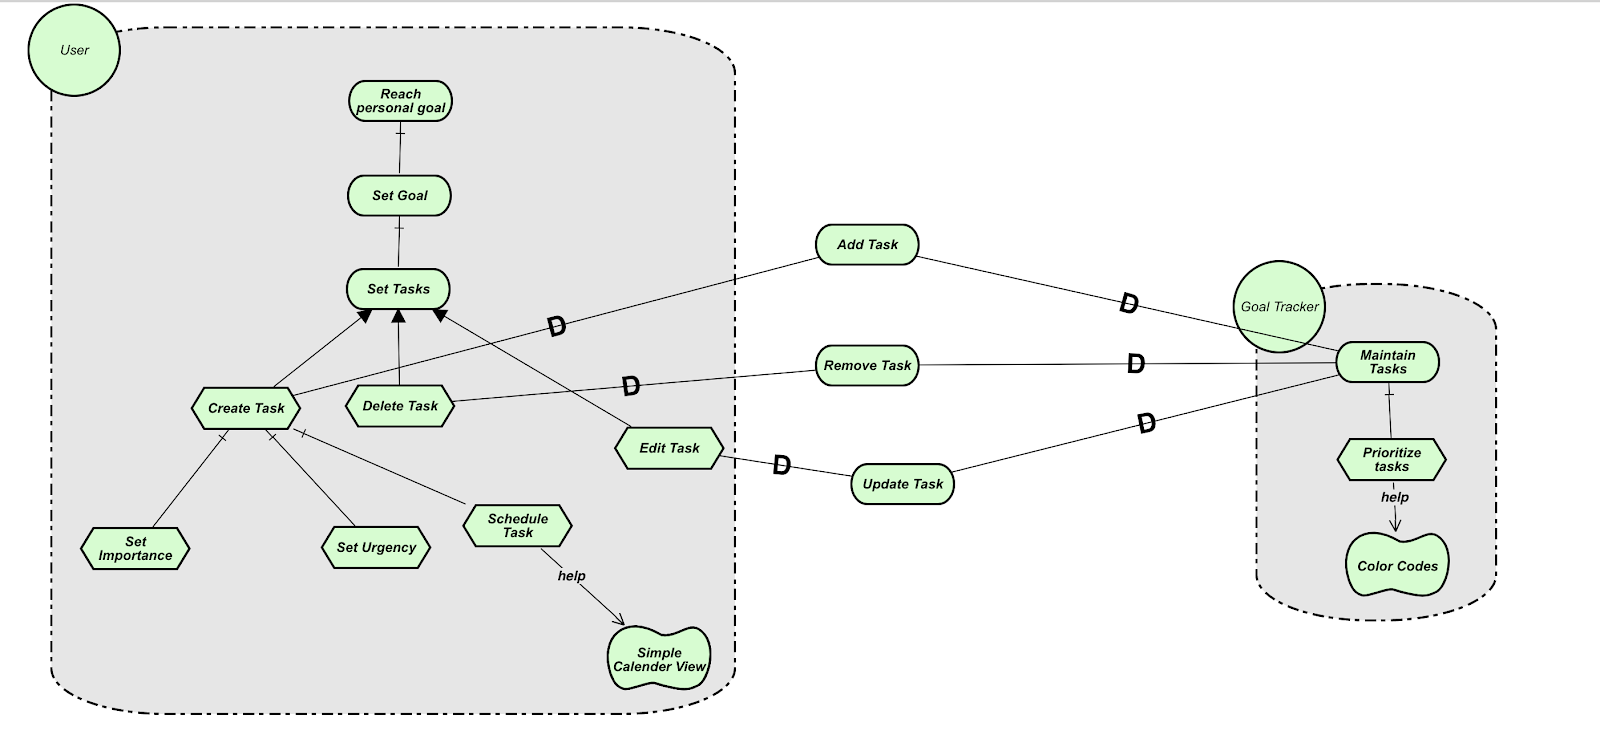 User
Reach
personal goal
Set Goal
Add Task
Set Tasks
D
D
Goal Tracker
Maintain
Tasks
Remove Task
D
D
Create Task
Delete Task
D
Edit Task
Prioritize
tasks
D
Update Task
help
Schedule
Task
Set
Importance
Set Urgency
Color Codes
help
Simple
Calender View